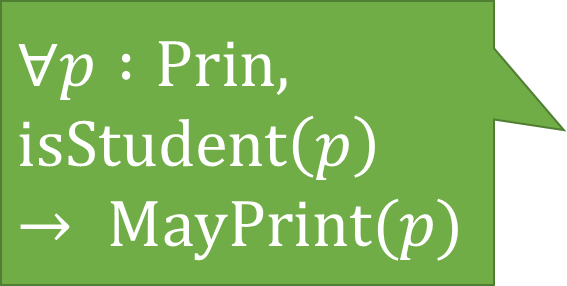 ∀p : Prin,
isStudent(p)
→ MayPrint(p)